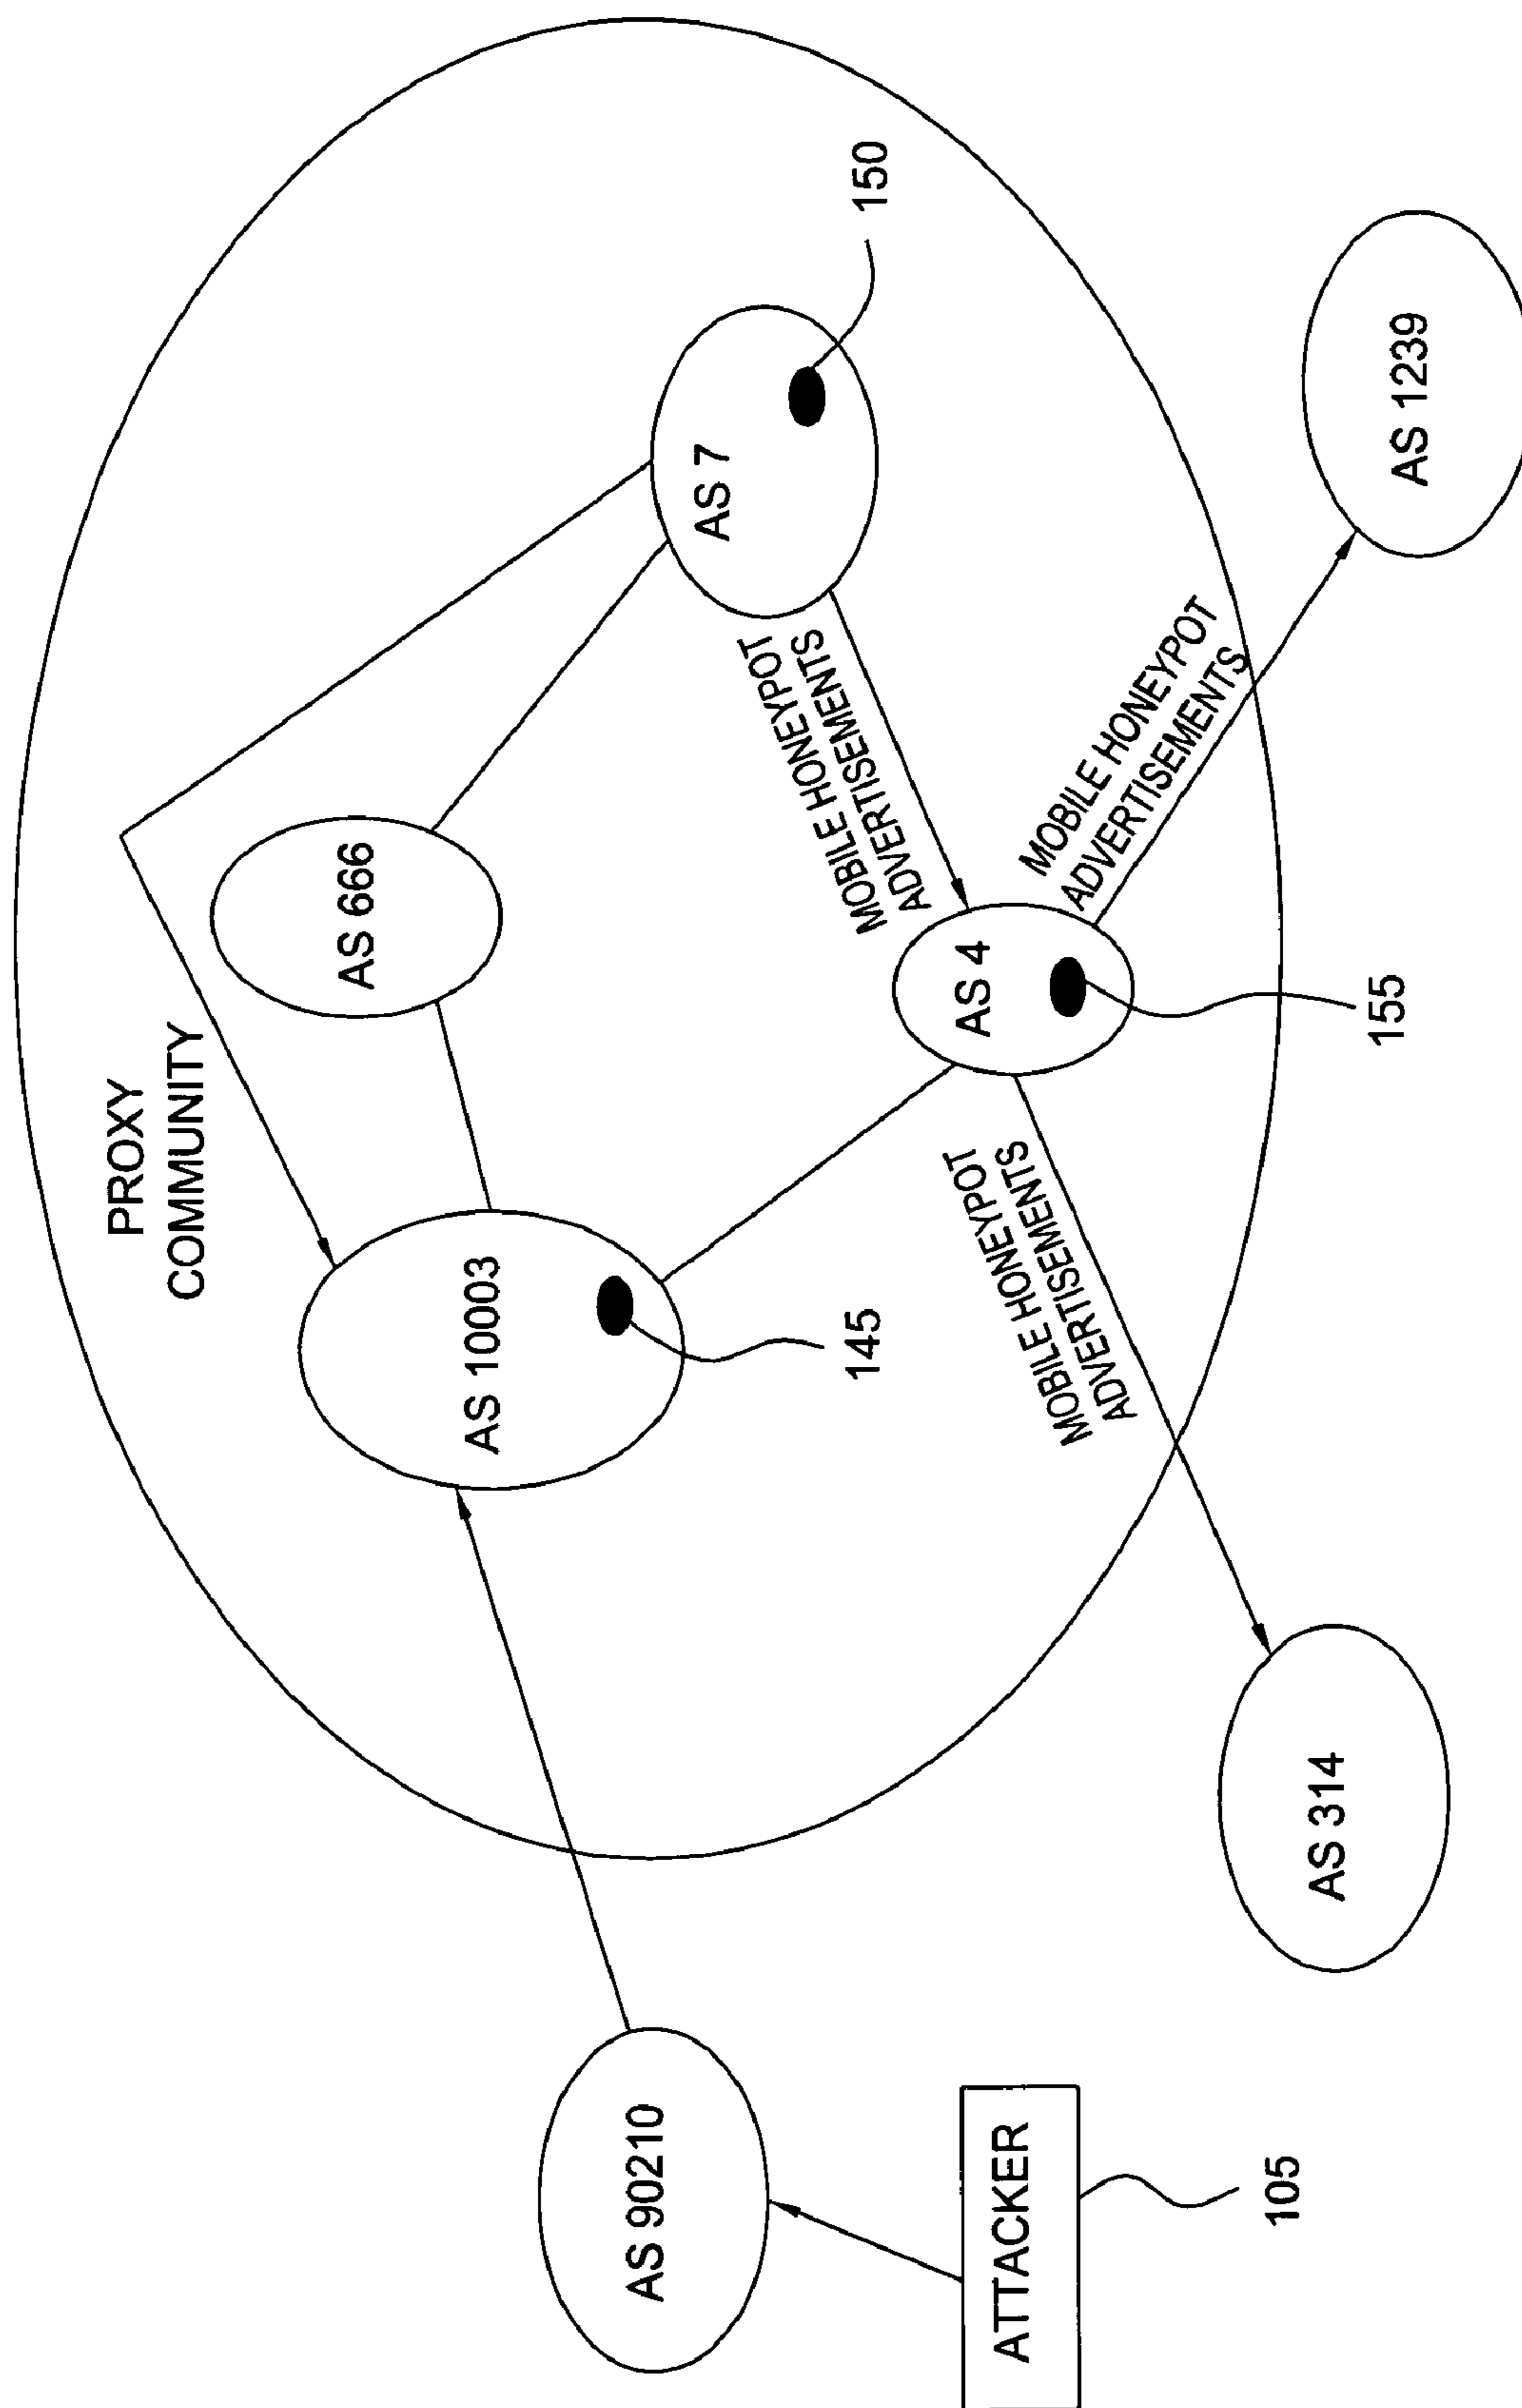 PROXY
COMMUNITY
AS 666
AS 10003
145
AS 7
150
MOBILE HONEYPOT
ADVERTISEMENTS
AS 4
155
MOBILE HONEYPOT
ADVERTISEMENTS
MOBILE HONEYPOT
ADVERTISEMENTS
AS 90210
ATTACKER
105
AS 314
AS 1239